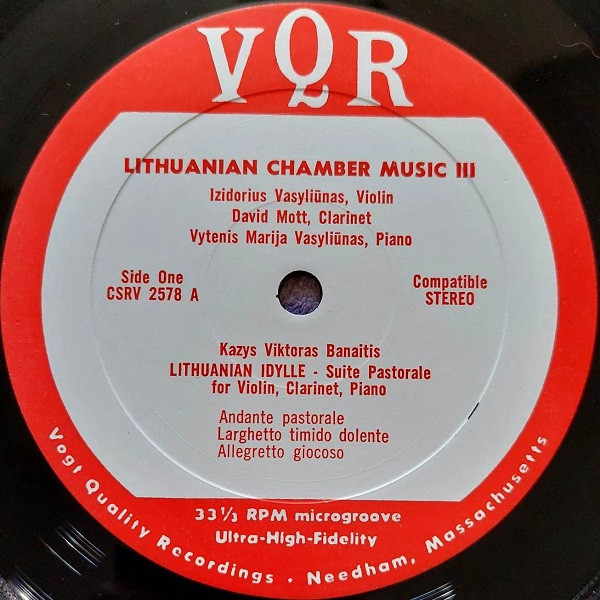 VQR
LITHUANIAN CHAMBER MUSIC III
Izidorius Vasyliūnas, Violin
David Mott, Clarinet
Vytenis Marija Vasyliūnas, Piano
Side One
CSRV 2578 A
Compatible
STEREO
Kazys Viktoras Banaitis
LITHUANIAN IDYLLE - Suite Pastorale
for Violin, Clarinet, Piano
Andante pastorale
Larghetto timido dolente
Allegretto giocoso
33 1/3 RPM microgroove
Ultra-High-Fidelity
Vogt Quality Recordings . Needham, Massachusetts